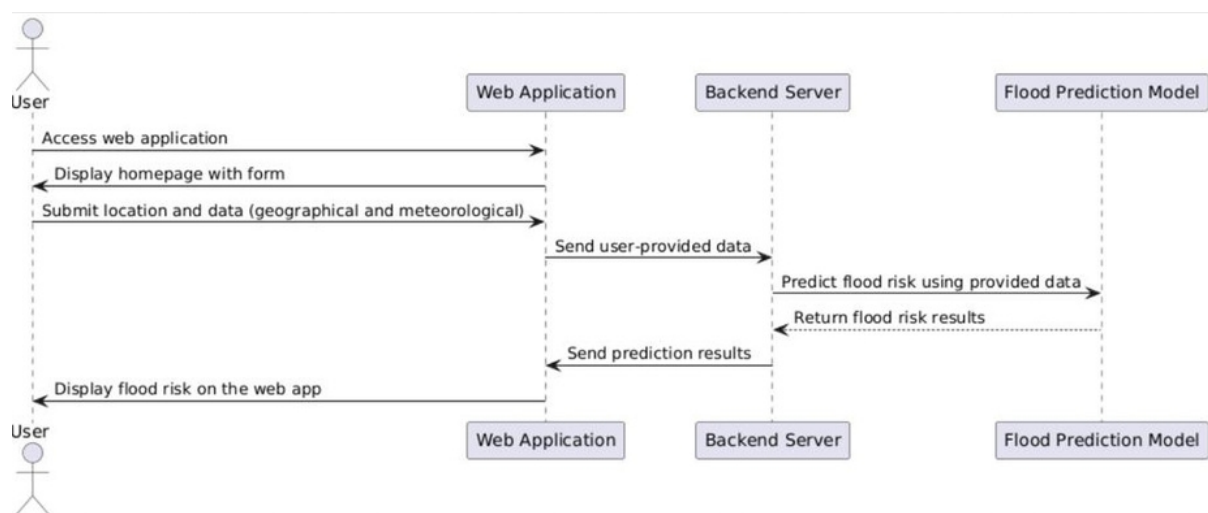 User
Web Application
Backend Server
Flood Prediction Model
Access web application
Display homepage with form
Submit location and data (geographical and meteorological)
Send user-provided data
Predict flood risk using provided data
Return flood risk results
Send prediction results
Display flood risk on the web app
User
Web Application
Backend Server
Flood Prediction Model